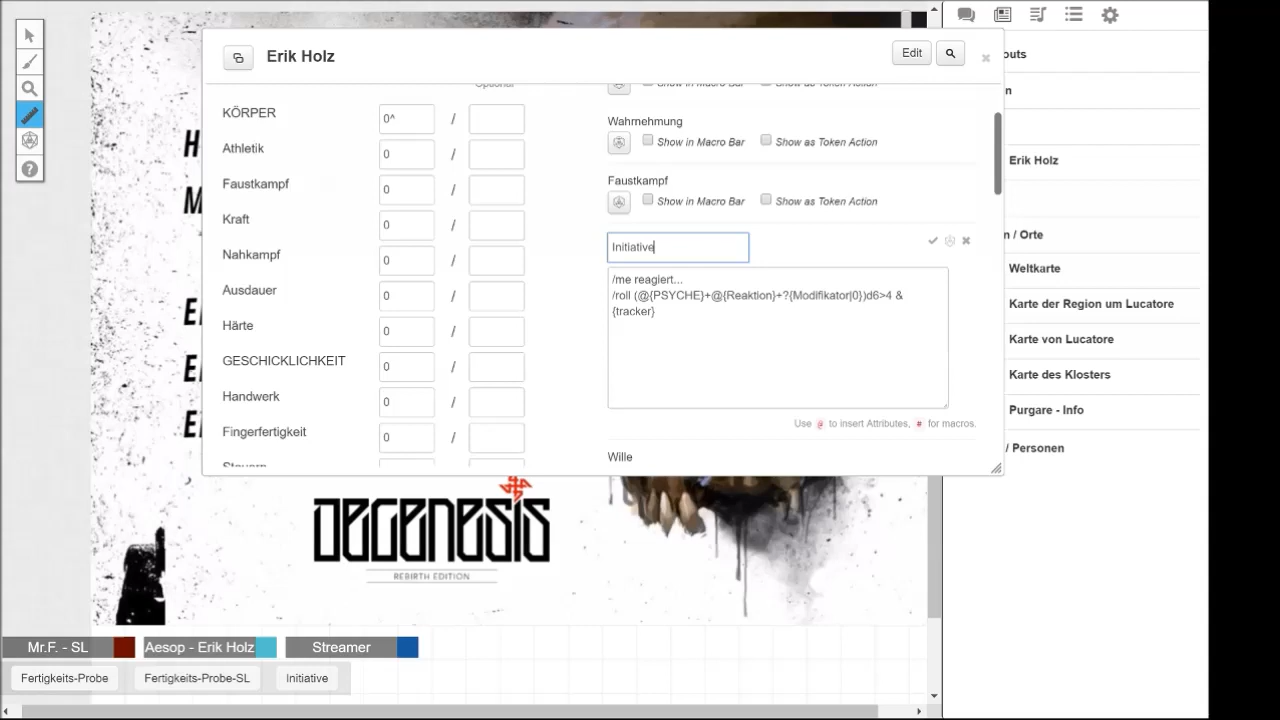 Erik Holz
Edit
Optional
KÖRPER 0^ /
Athletik 0 /
Faustkampf 0 /
Kraft 0 /
Nahkampf 0 /
Ausdauer 0 /
Härte 0 /
GESCHICKLICHKEIT 0 /
Handwerk 0 /
Fingerfertigkeit 0 /
Steuern
Show in Macro Bar Show as Token Action
Wahrnehmung
Show in Macro Bar Show as Token Action
Faustkampf
Show in Macro Bar Show as Token Action
Initiative
/me reagiert...
/roll (@{PSYCHE}+@{Reaktion}+?{Modifikator|0})d6>4 &
{tracker}
Use @ to insert Attributes, # for macros.
Wille
outs
n
Erik Holz
n / Orte
Weltkarte
Karte der Region um Lucatore
Karte von Lucatore
Karte des Klosters
Purgare - Info
/ Personen
H
M
E
E
E
DEGENESIS
REBIRTH EDITION
Mr.F. - SL
Aesop - Erik Holz
Streamer
Fertigkeits-Probe
Fertigkeits-Probe-SL
Initiative